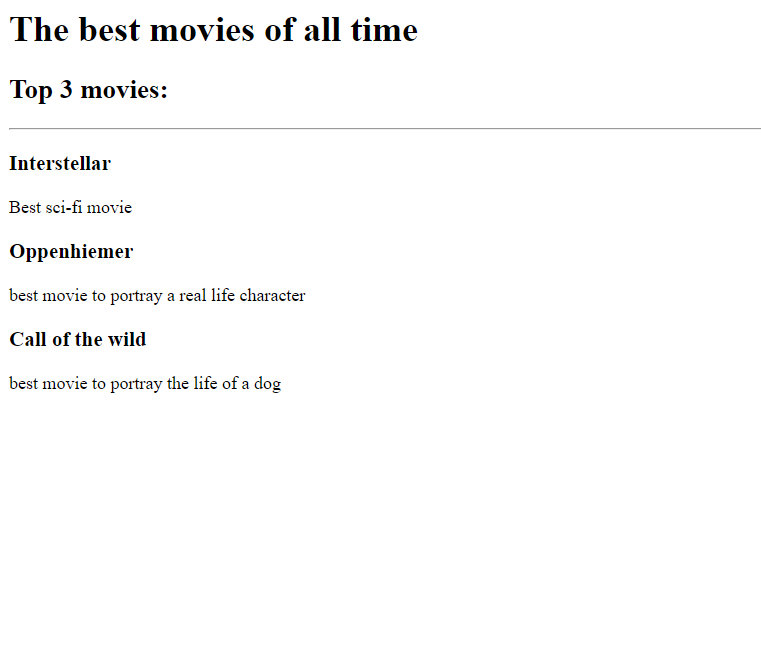 The best movies of all time
Top 3 movies:
Interstellar
Best sci-fi movie
Oppenhiemer
best movie to portray a real life character
Call of the wild
best movie to portray the life of a dog